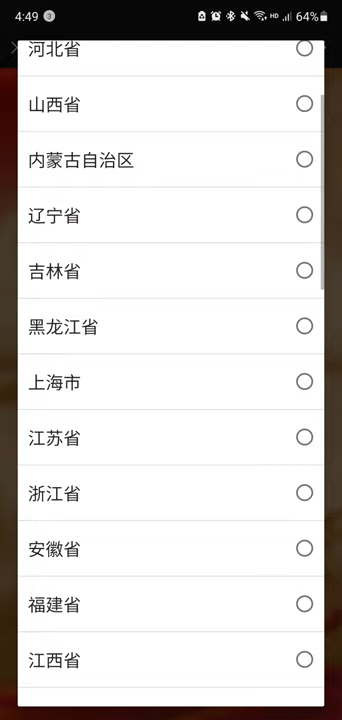 4:49 3 HD 64%
河北省
山西省
内蒙古自治区
辽宁省
吉林省
黑龙江省
上海市
江苏省
浙江省
安徽省
福建省
江西省